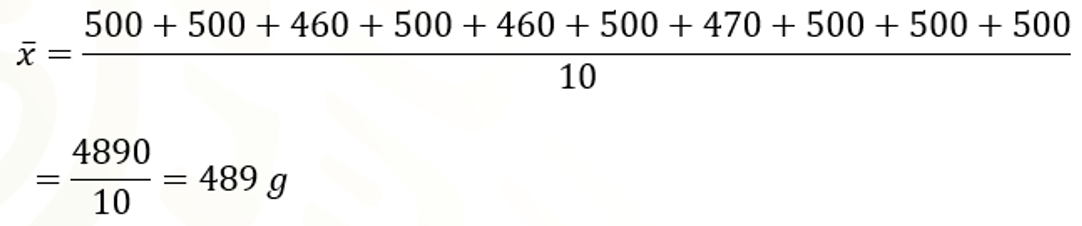 x̄ = 500 + 500 + 460 + 500 + 460 + 500 + 470 + 500 + 500 + 500
10
= 4890
10 = 489 g